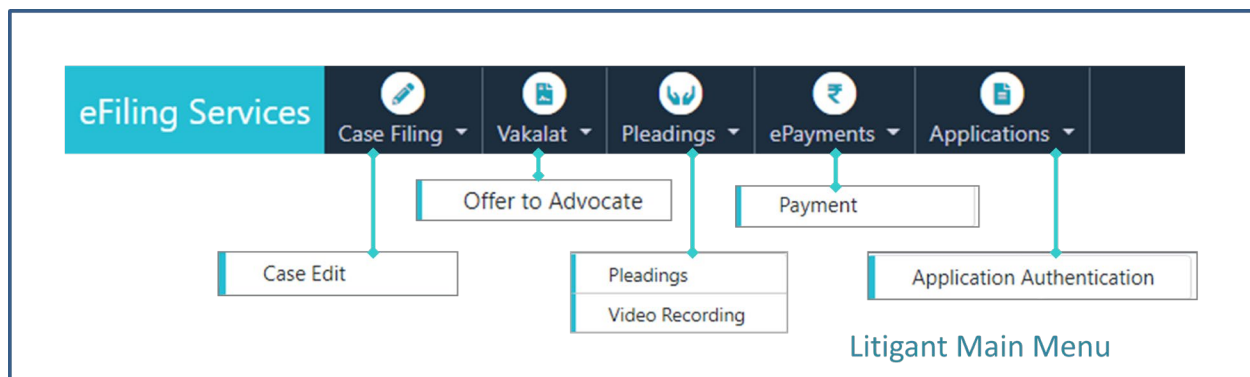 eFiling Services
Case Filing
Vakalat
Pleadings
ePayments
Applications
Offer to Advocate
Payment
Case Edit
Pleadings
Video Recording
Application Authentication
Litigant Main Menu